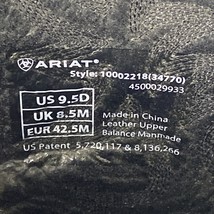 ARIAT®
Style: 10002218(34770)
4500029933
US 9.5D
UK 8.5M
EUR 42.5M
Made in China
Leather Upper
Balance Manmade
US Patent 5,720,117 & 8,136,266